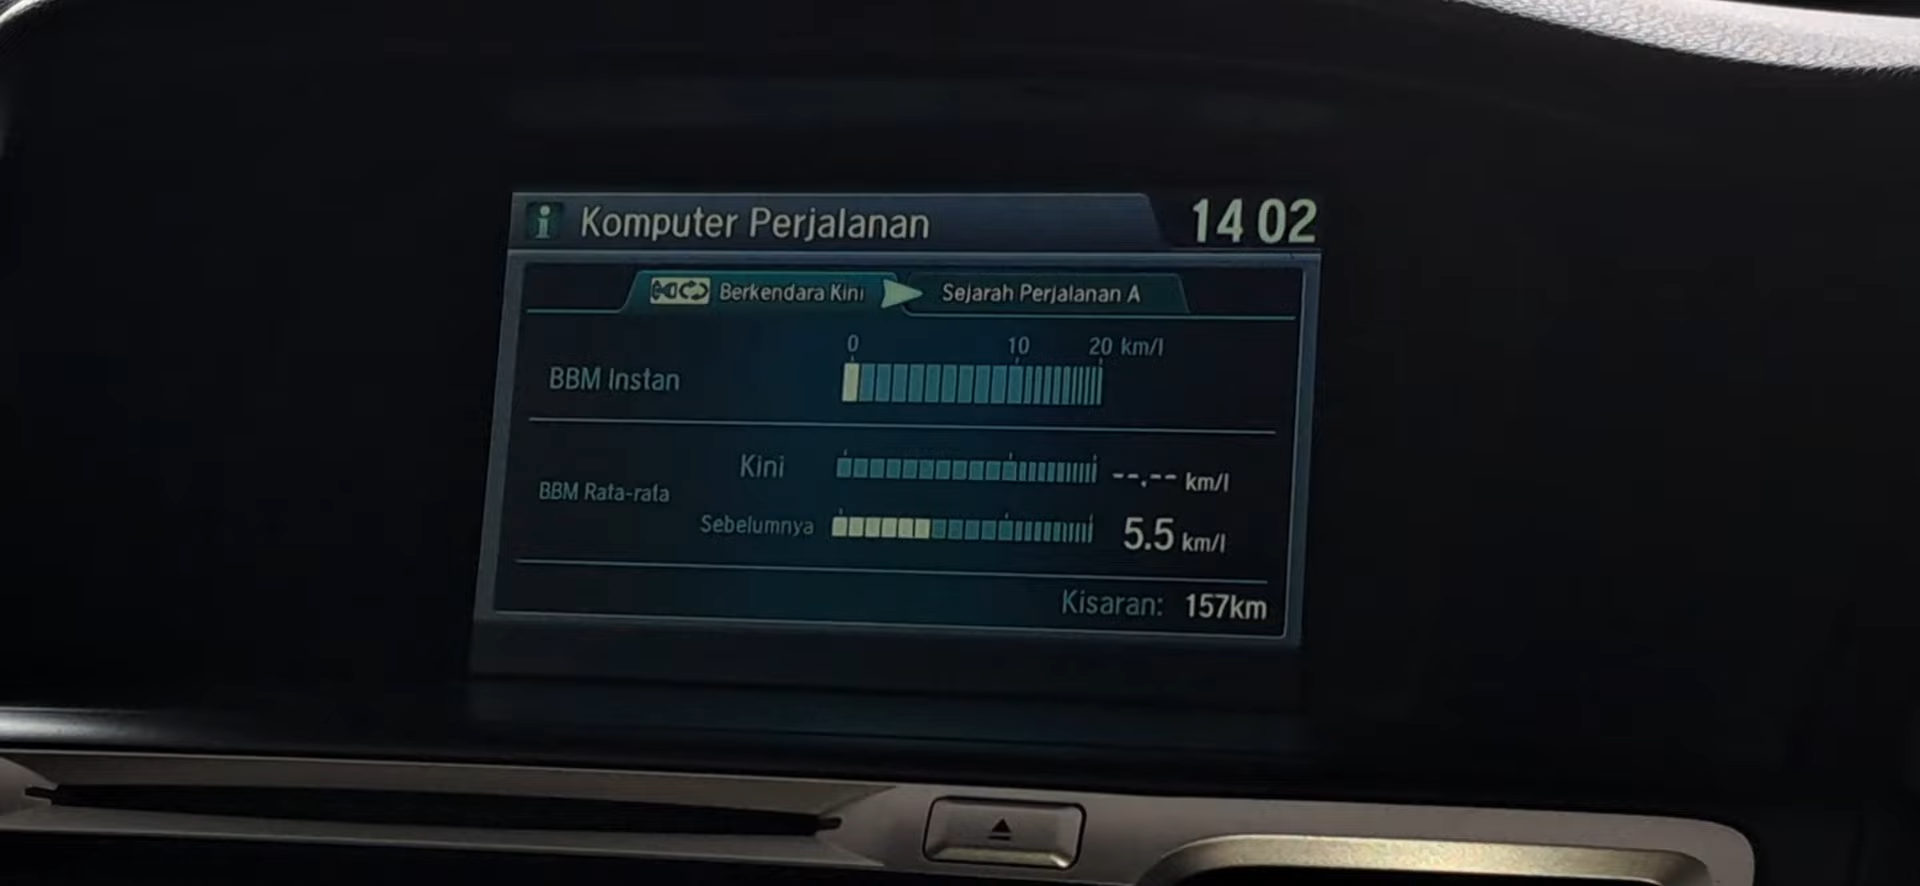 i Komputer Perjalanan 14 02
Berkendara Kini Sejarah Perjalanan A
0 10 20 km/l
BBM Instan
Kini --.-- km/l
BBM Rata-rata
Sebelumnya 5.5 km/l
Kisaran: 157km